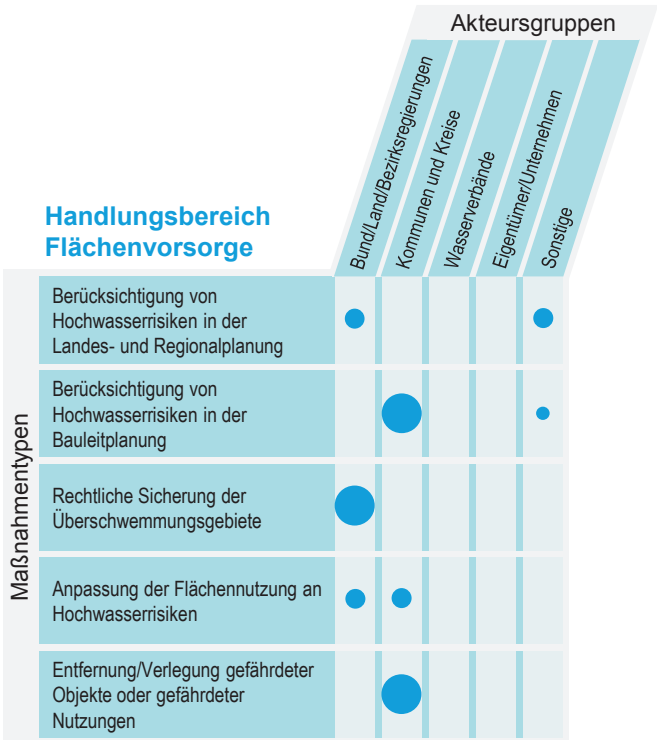 Akteursgruppen
Bund/Land/Bezirksregierungen
Kommunen und Kreise
Wasserverbände
Eigentümer/Unternehmen
Sonstige
Handlungsbereich
Flächenvorsorge
Maßnahmentypen
Berücksichtigung von
Hochwasserrisiken in der
Landes- und Regionalplanung
Berücksichtigung von
Hochwasserrisiken in der
Bauleitplanung
Rechtliche Sicherung der
Überschwemmungsgebiete
Anpassung der Flächennutzung an
Hochwasserrisiken
Entfernung/Verlegung gefährdeter
Objekte oder gefährdeter
Nutzungen